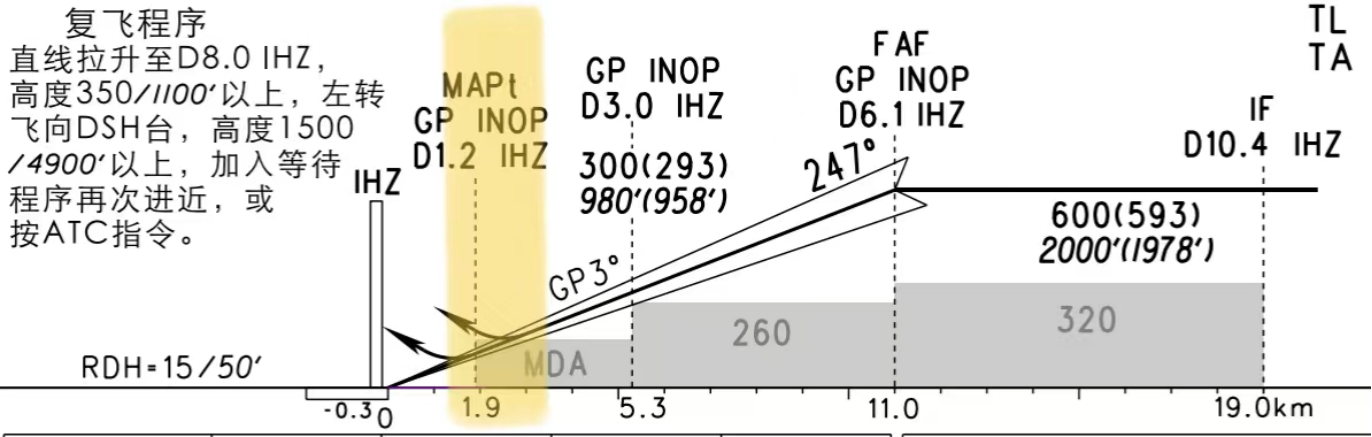 复飞程序
直线拉升至D8.0 IHZ，
高度350/1100′以上，左转
飞向DSH台，高度1500
/4900′以上，加入等待
程序再次进近，或
按ATC指令。
IHZ
MAPt
GP INOP
D1.2 IHZ
GP INOP
D3.0 IHZ
300(293)
980′(958′)
FAF
GP INOP
D6.1 IHZ
247°
IF
D10.4 IHZ
TL
TA
600(593)
2000′(1978′)
GP3°
MDA
260
320
RDH=15/50′
-0.3
0
1.9
5.3
11.0
19.0km